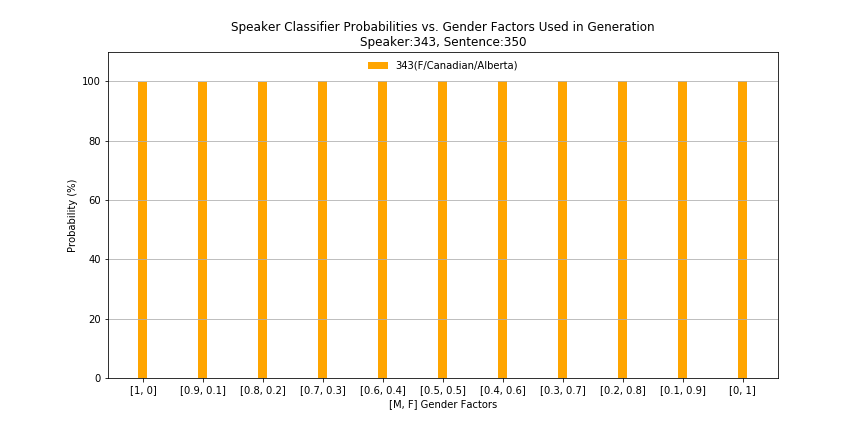 Speaker Classifier Probabilities vs. Gender Factors Used in Generation
Speaker:343, Sentence:350
343(F/Canadian/Alberta)
100
80
60
40
20
0
Probability (%)
[1, 0] [0.9, 0.1] [0.8, 0.2] [0.7, 0.3] [0.6, 0.4] [0.5, 0.5] [0.4, 0.6] [0.3, 0.7] [0.2, 0.8] [0.1, 0.9] [0, 1]
[M, F] Gender Factors